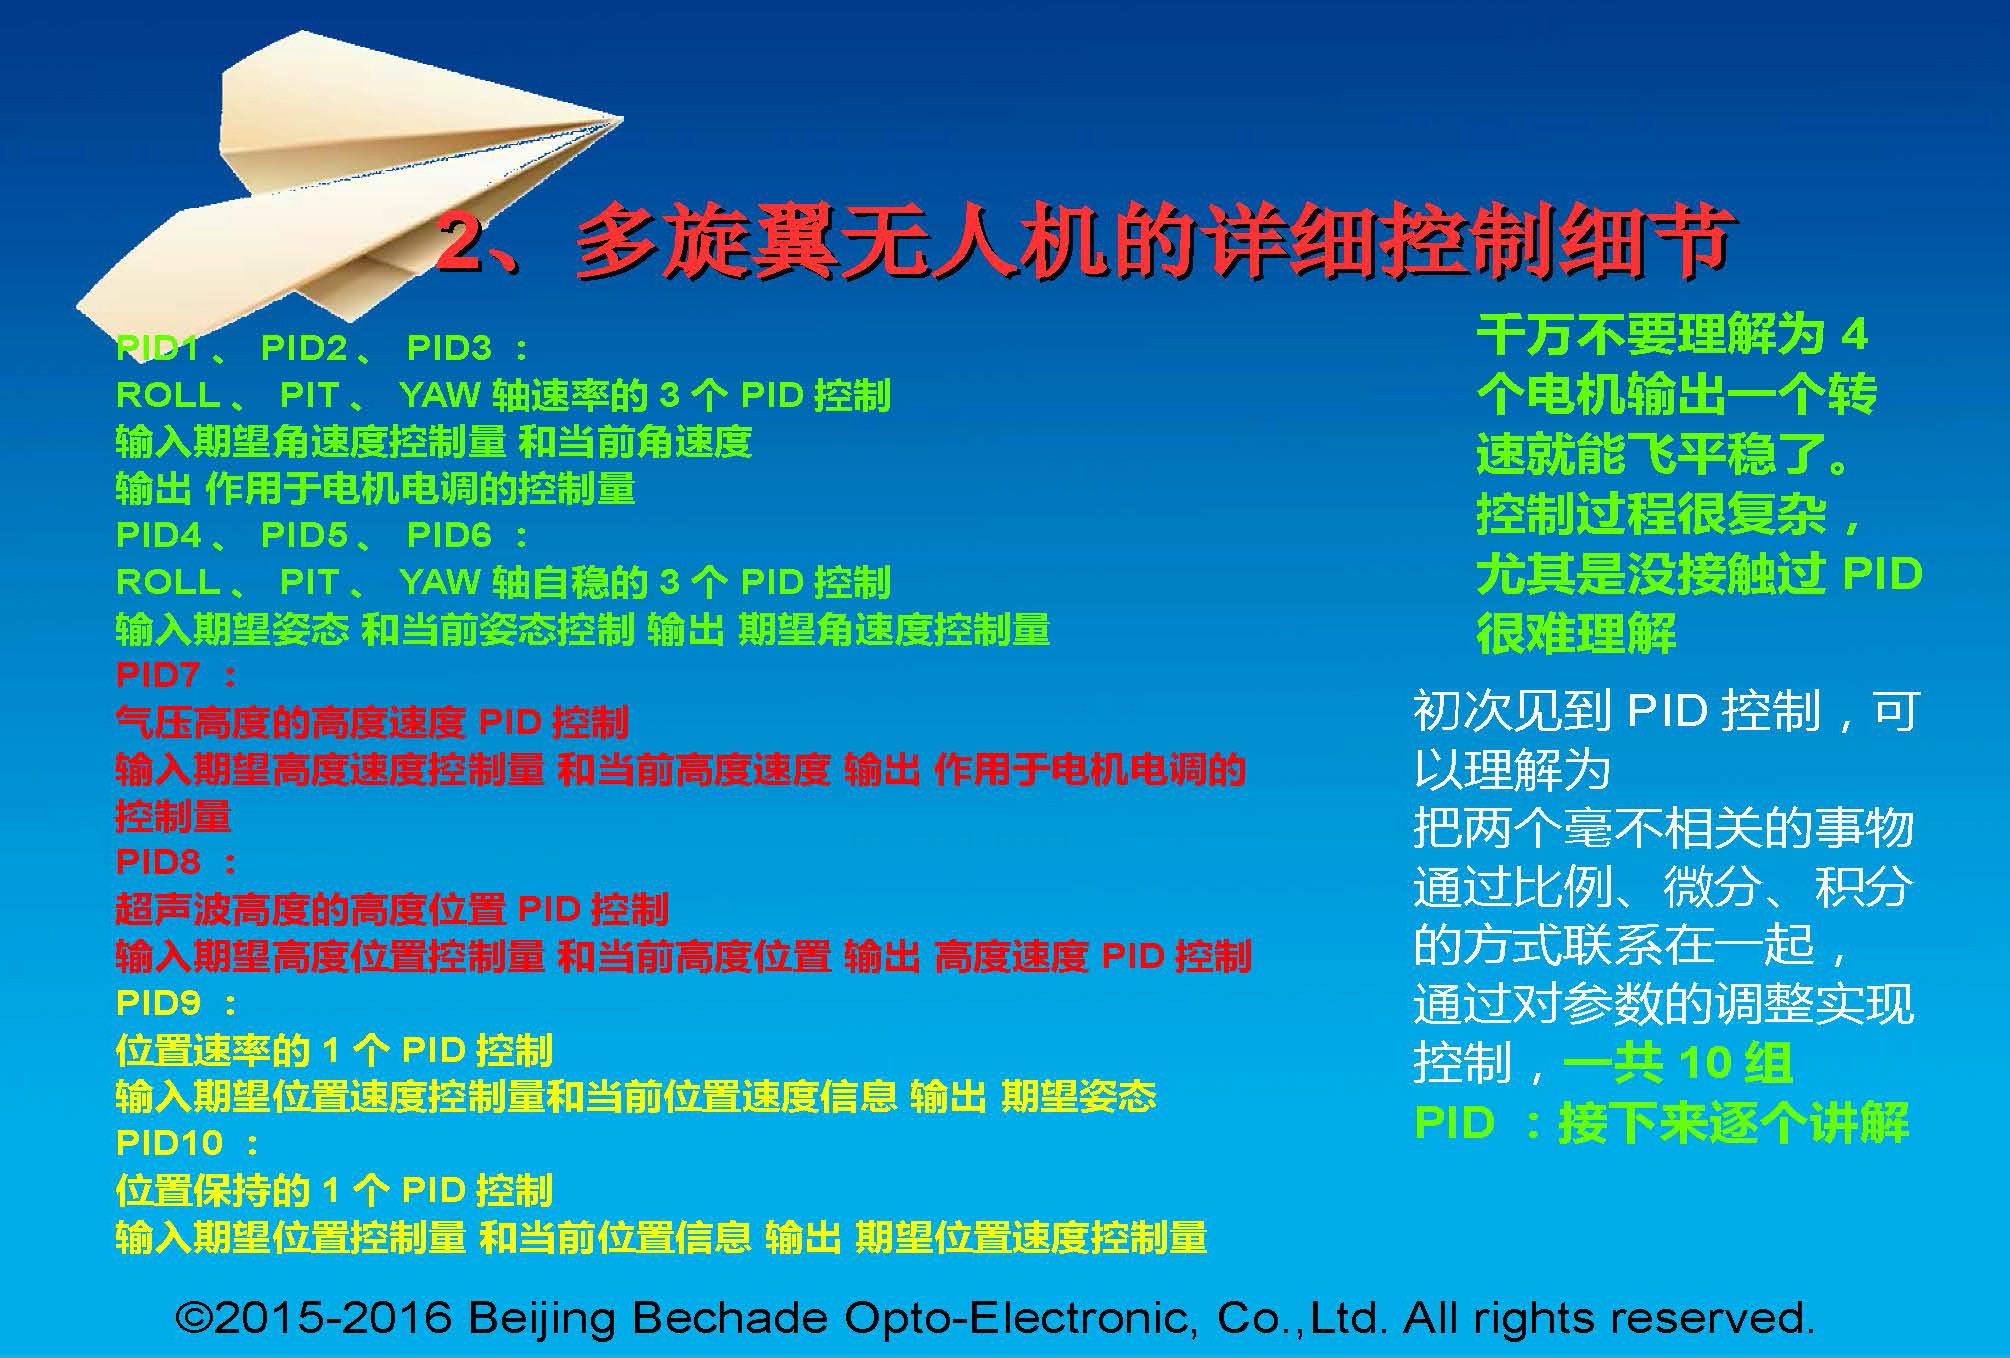 2、多旋翼无人机的详细控制细节
PID1、 PID2、 PID3 :
ROLL、 PIT、 YAW 轴速率的 3 个 PID 控制
输入期望角速度控制量 和当前角速度
输出 作用于电机电调的控制量
PID4、 PID5、 PID6 :
ROLL、 PIT、 YAW 轴自稳的 3 个 PID 控制
输入期望姿态 和当前姿态控制 输出 期望角速度控制量
PID7 :
气压高度的高度速度 PID 控制
输入期望高度速度控制量 和当前高度速度 输出 作用于电机电调的
控制量
PID8 :
超声波高度的高度位置 PID 控制
输入期望高度位置控制量 和当前高度位置 输出 高度速度 PID 控制
PID9 :
位置速率的 1 个 PID 控制
输入期望位置速度控制量和当前位置速度信息 输出 期望姿态
PID10 :
位置保持的 1 个 PID 控制
输入期望位置控制量 和当前位置信息 输出 期望位置速度控制量
千万不要理解为 4
个电机输出一个转
速就能飞平稳了。
控制过程很复杂，
尤其是没接触过 PID
很难理解
初次见到 PID 控制，可
以理解为
把两个毫不相关的事物
通过比例、微分、积分
的方式联系在一起，
通过对参数的调整实现
控制，一共 10 组
PID ：接下来逐个讲解
©2015-2016 Beijing Bechade Opto-Electronic, Co.,Ltd. All rights reserved.